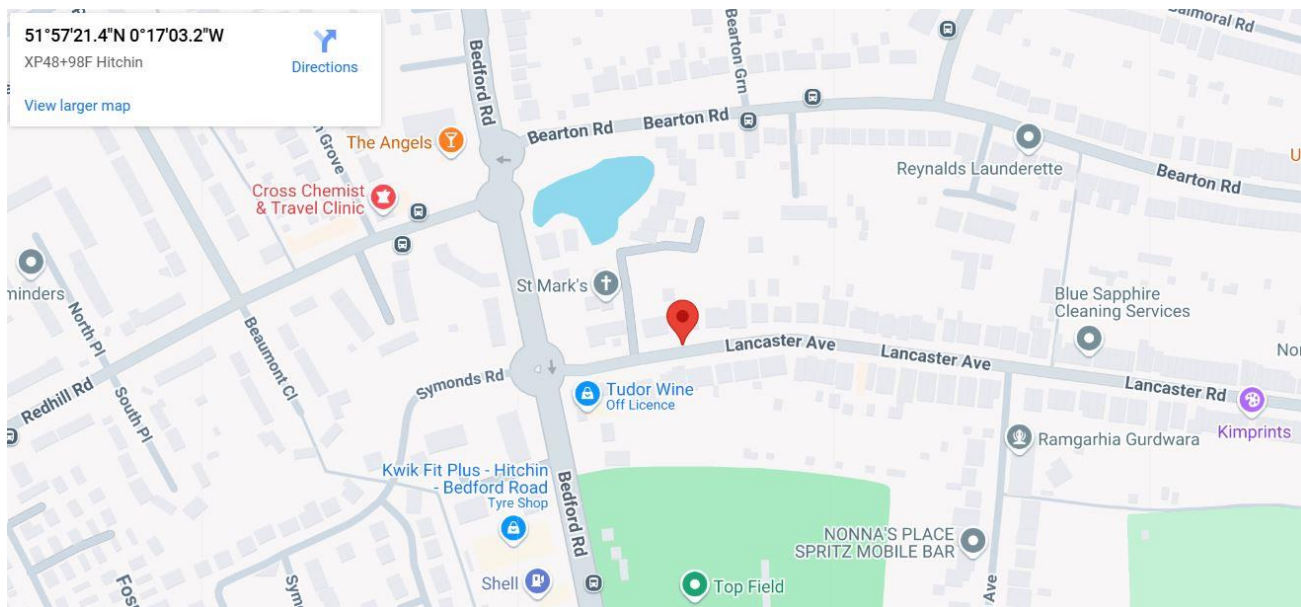 51°57'21.4"N 0°17'03.2"W
XP48+98F Hitchin
Directions
View larger map
Bedford Rd
Bearton Grn
Balmoral Rd
Bearton Rd
Bearton Rd
The Angels
Grove
Reynalds Launderette
Bearton Rd
Cross Chemist
& Travel Clinic
St Mark's
minders
North Pl
Blue Sapphire
Cleaning Services
Beaumont Cl
Lancaster Ave
Lancaster Ave
Redhill Rd
Symonds Rd
Tudor Wine
Off Licence
Lancaster Rd
South Pl
Kimprints
Ramgarhia Gurdwara
Kwik Fit Plus - Hitchin
- Bedford Road
Tyre Shop
Bedford Rd
NONNA'S PLACE
SPRITZ MOBILE BAR
Shell
Top Field
Ave